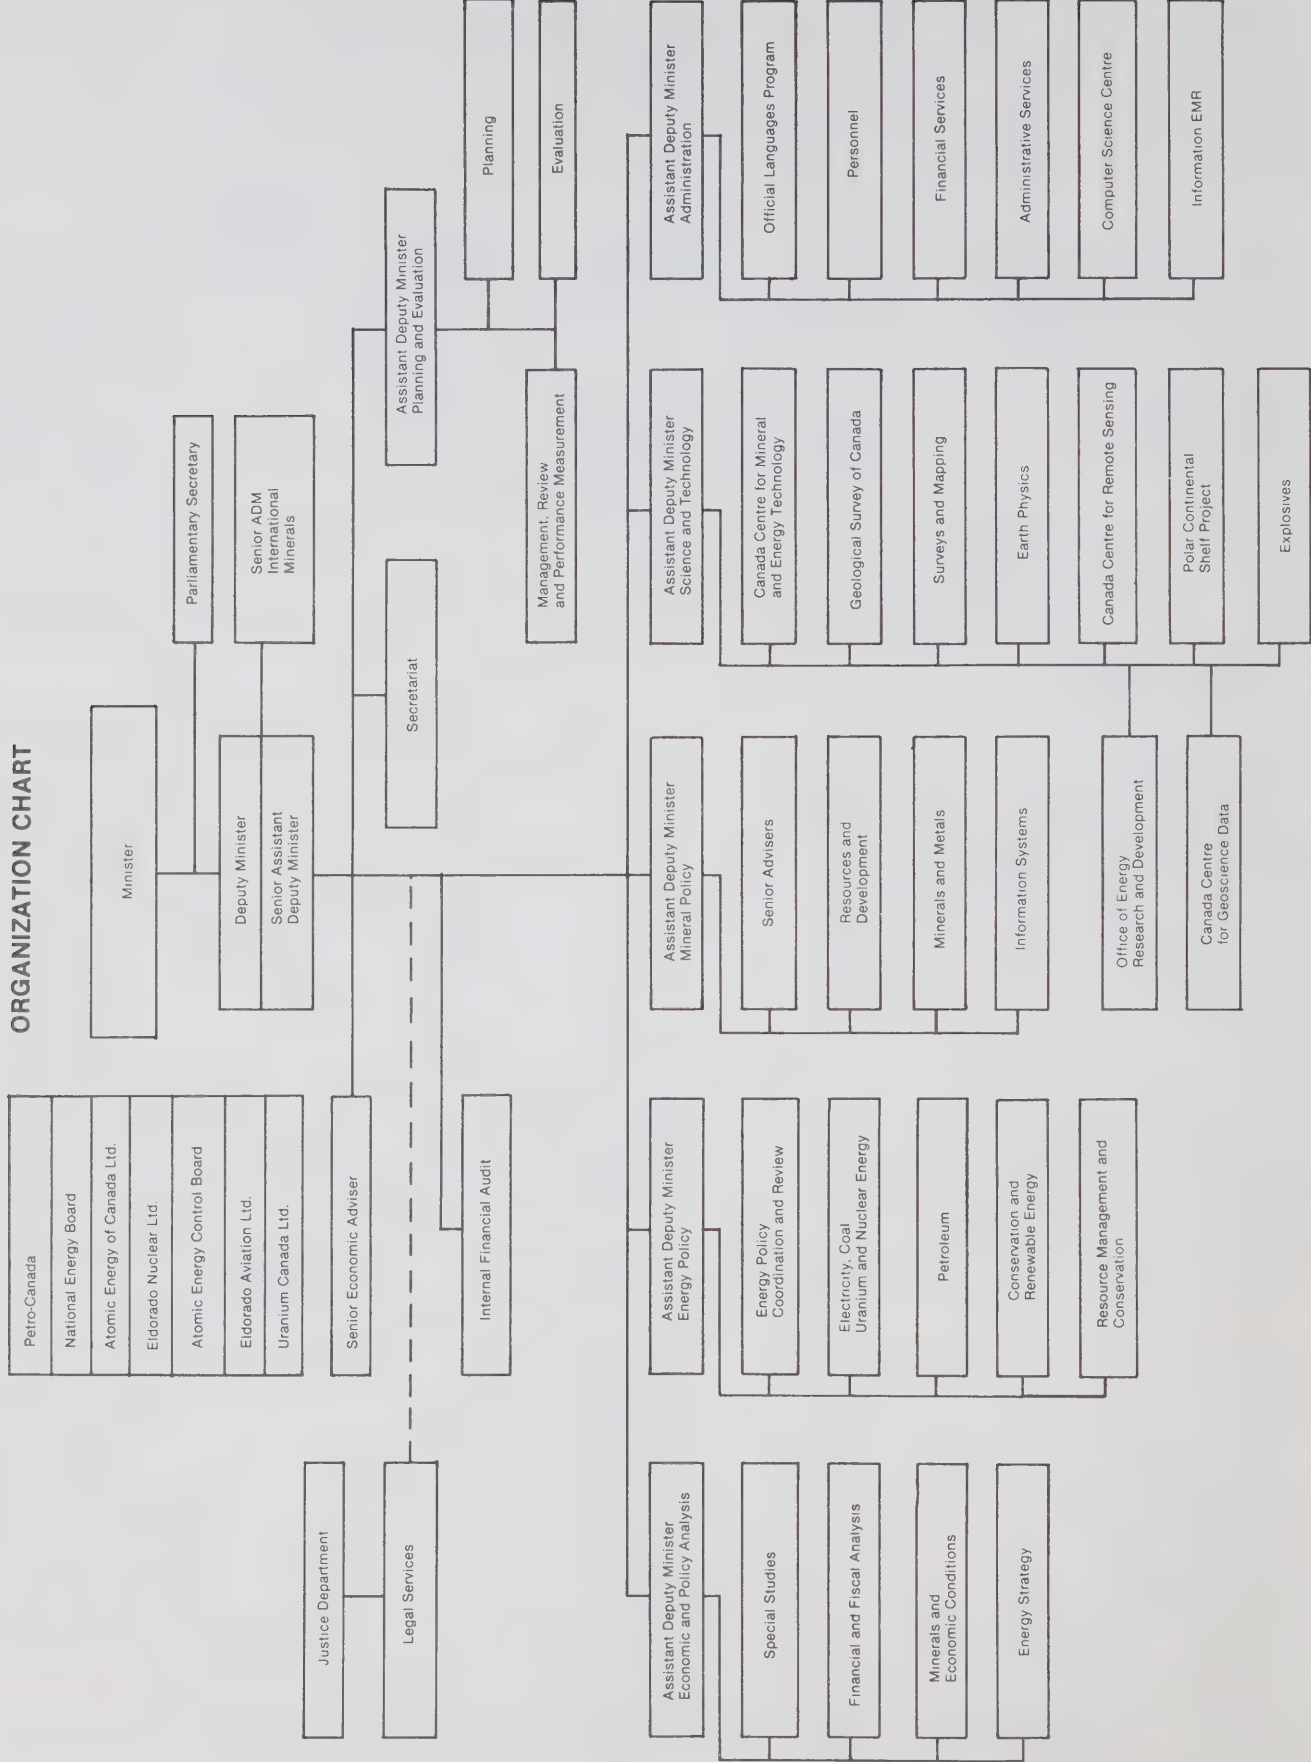 ORGANIZATION CHART
Petro-Canada
National Energy Board
Atomic Energy of Canada Ltd.
Eldorado Nuclear Ltd.
Atomic Energy Control Board
Eldorado Aviation Ltd.
Uranium Canada Ltd.
Minister
Parliamentary Secretary
Deputy Minister
Senior Assistant
Deputy Minister
Senior ADM
International
Minerals
Justice Department
Legal Services
Senior Economic Adviser
Internal Financial Audit
Secretariat
Assistant Deputy Minister
Planning and Evaluation
Planning
Evaluation
Management, Review
and Performance Measurement
Assistant Deputy Minister
Economic and Policy Analysis
Special Studies
Financial and Fiscal Analysis
Minerals and
Economic Conditions
Energy Strategy
Assistant Deputy Minister
Energy Policy
Energy Policy
Coordination and Review
Electricity, Coal
Uranium and Nuclear Energy
Petroleum
Conservation and
Renewable Energy
Resource Management and
Conservation
Assistant Deputy Minister
Mineral Policy
Senior Advisers
Resources and
Development
Minerals and Metals
Information Systems
Office of Energy
Research and Development
Canada Centre
for Geoscience Data
Assistant Deputy Minister
Science and Technology
Canada Centre for Mineral
and Energy Technology
Geological Survey of Canada
Surveys and Mapping
Earth Physics
Canada Centre for Remote Sensing
Polar Continental
Shelf Project
Explosives
Assistant Deputy Minister
Administration
Official Languages Program
Personnel
Financial Services
Administrative Services
Computer Science Centre
Information EMR